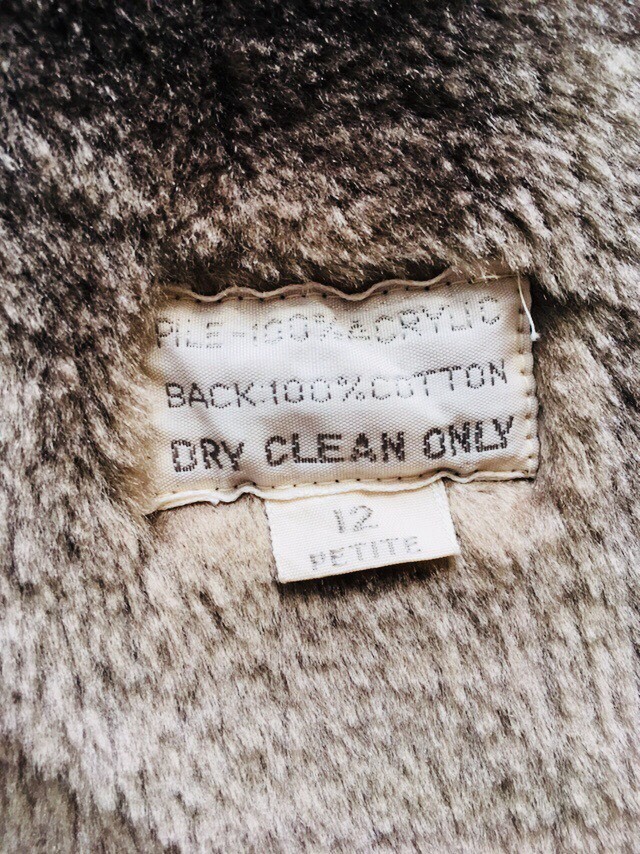 PILE-100% ACRYLIC
BACK:100%COTTON
DRY CLEAN ONLY
12
PETITE